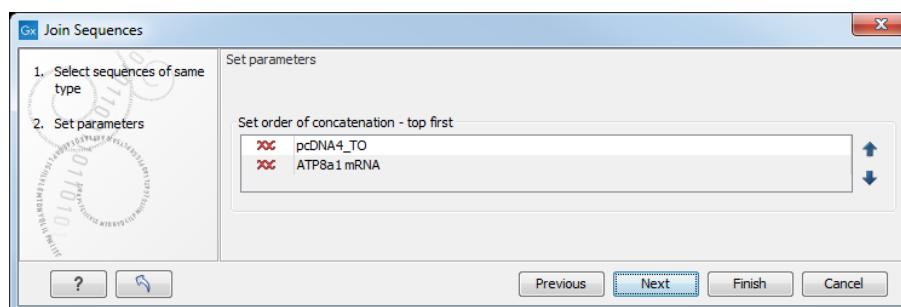 Gx Join Sequences
X
1. Select sequences of same
type
2. Set parameters
Set parameters
Set order of concatenation - top first
pcDNA4_TO
ATP8a1 mRNA
?
Previous
Next
Finish
Cancel